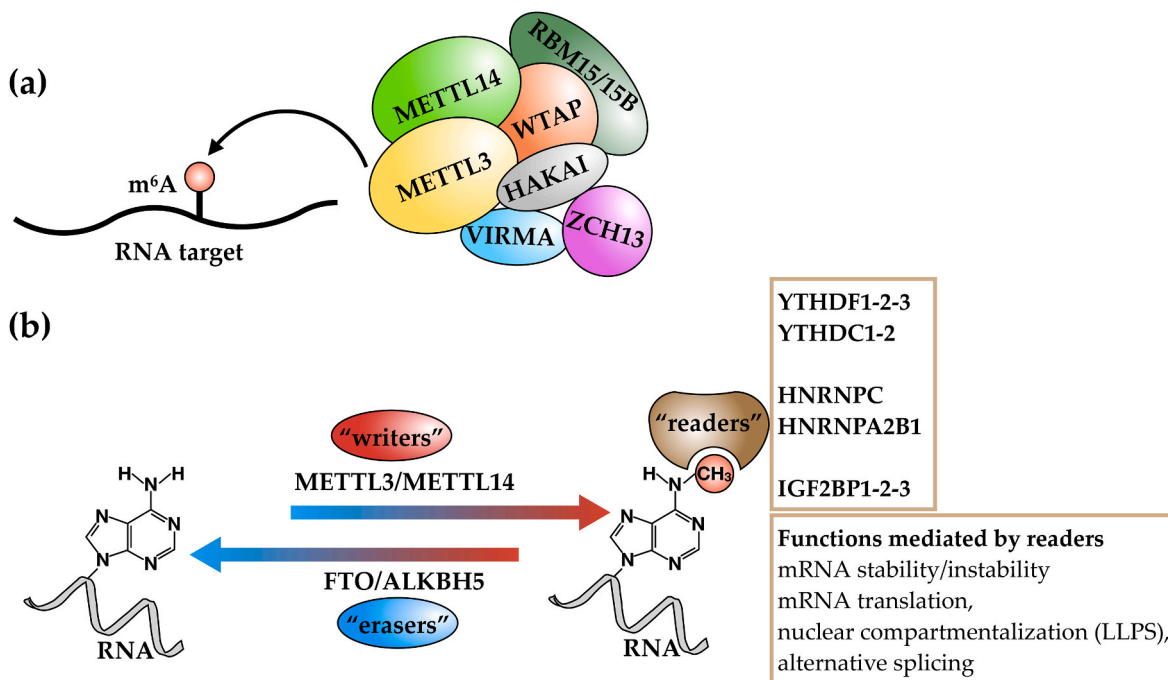 (a)
METTL14
RBM15/15B
WTAP
METTL3
HAKAI
VIRMA
ZCH13
m⁶A
RNA target
(b)
"writers"
METTL3/METTL14
FTO/ALKBH5
"erasers"
H H
N
N
N
N
N
RNA
"readers"
CH₃
H
N
N
N
N
N
RNA
YTHDF1-2-3
YTHDC1-2
HNRNPC
HNRNPA2B1
IGF2BP1-2-3
Functions mediated by readers
mRNA stability/instability
mRNA translation,
nuclear compartmentalization (LLPS),
alternative splicing